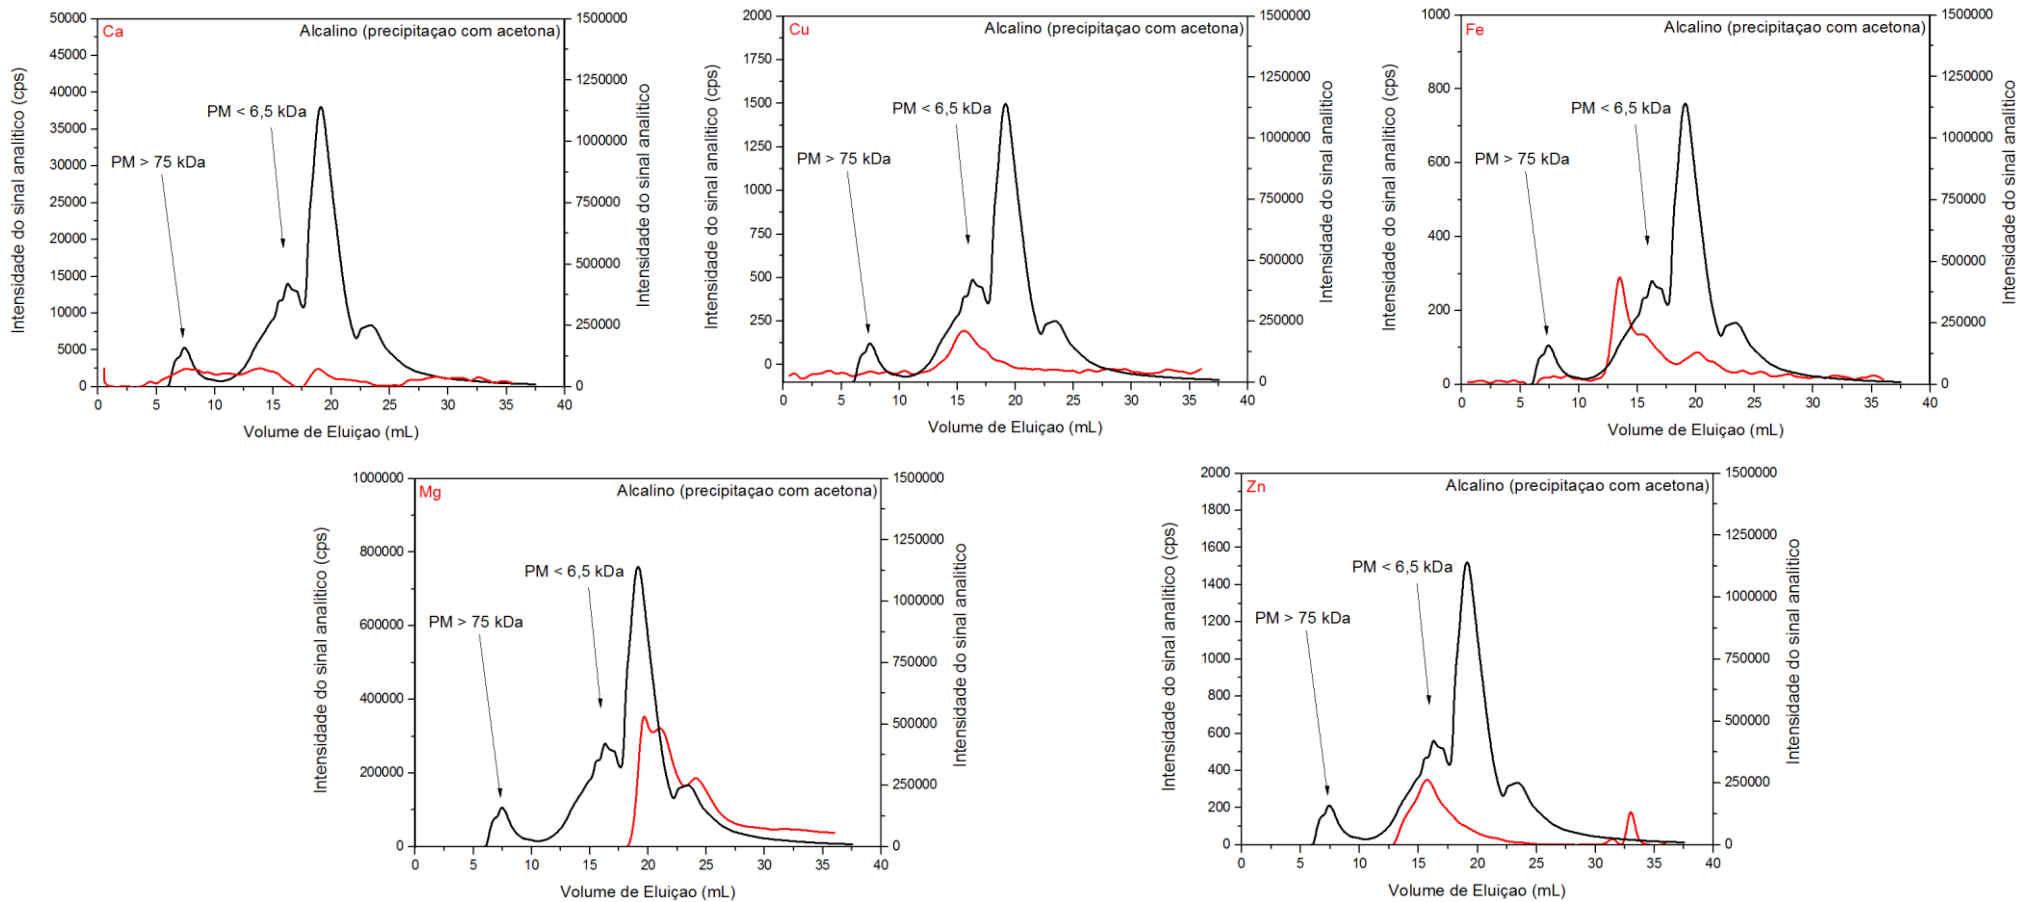 Ca
Alcalino (precipitaçao com acetona)
PM < 6,5 kDa
PM > 75 kDa
Intensidade do sinal analitico (cps)
50000
45000
40000
35000
30000
25000
20000
15000
10000
5000
0
1500000
1250000
1000000
750000
500000
250000
0
Intensidade do sinal analitico
0 5 10 15 20 25 30 35 40
Volume de Eluiçao (mL)
Cu
Alcalino (precipitaçao com acetona)
PM < 6,5 kDa
PM > 75 kDa
Intensidade do sinal analitico (cps)
2000
1750
1500
1250
1000
750
500
250
0
1500000
1250000
1000000
750000
500000
250000
0
Intensidade do sinal analitico
0 5 10 15 20 25 30 35 40
Volume de Eluiçao (mL)
Fe
Alcalino (precipitaçao com acetona)
PM < 6,5 kDa
PM > 75 kDa
Intensidade do sinal analitico (cps)
1000
800
600
400
200
0
1500000
1250000
1000000
750000
500000
250000
0
Intensidade do sinal analitico
0 5 10 15 20 25 30 35 40
Volume de Eluiçao (mL)
Mg
Alcalino (precipitaçao com acetona)
PM < 6,5 kDa
PM > 75 kDa
Intensidade do sinal analitico (cps)
1000000
800000
600000
400000
200000
0
1500000
1250000
1000000
750000
500000
250000
0
Intensidade do sinal analitico
0 5 10 15 20 25 30 35 40
Volume de Eluiçao (mL)
Zn
Alcalino (precipitaçao com acetona)
PM < 6,5 kDa
PM > 75 kDa
Intensidade do sinal analitico (cps)
2000
1800
1600
1400
1200
1000
800
600
400
200
0
1500000
1250000
1000000
750000
500000
250000
0
Intensidade do sinal analitico
0 5 10 15 20 25 30 35 40
Volume de Eluiçao (mL)